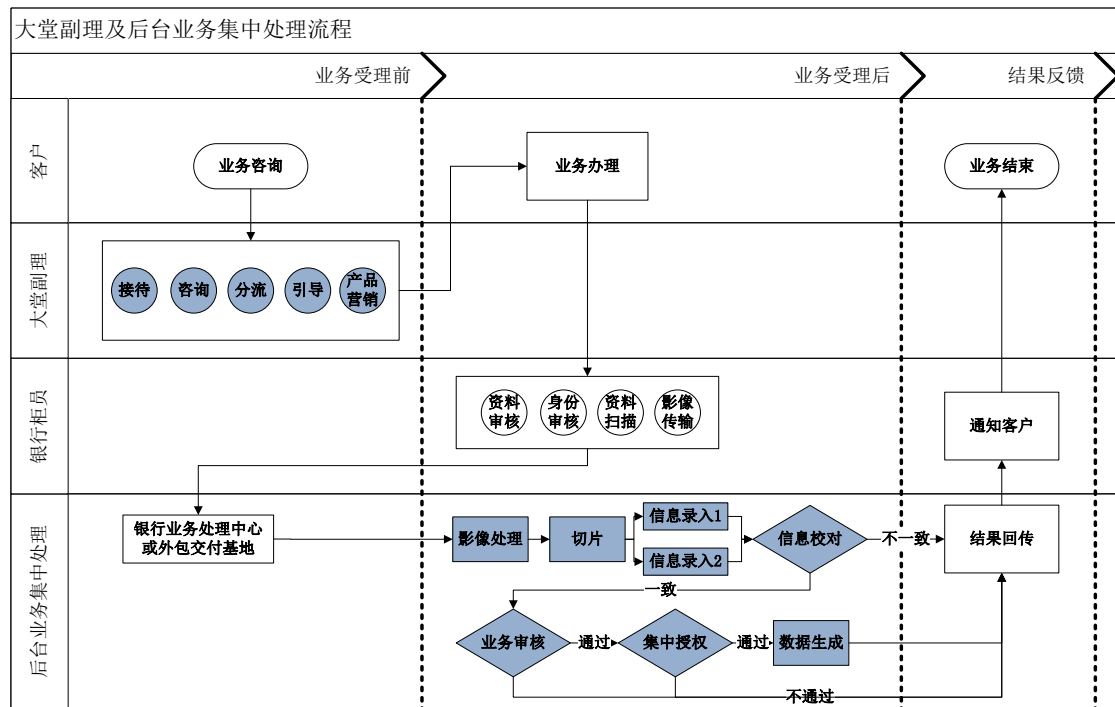 大堂副理及后台业务集中处理流程
业务受理前
业务受理后
结果反馈
客户
业务咨询
业务办理
业务结束
大堂副理
接待
咨询
分流
引导
产品
营销
银行柜员
资料
审核
身份
审核
资料
扫描
影像
传输
通知客户
后台业务集中处理
银行业务处理中心
或外包交付基地
影像处理
切片
信息录入1
信息录入2
信息校对
不一致
结果回传
一致
业务审核
通过
集中授权
通过
数据生成
不通过